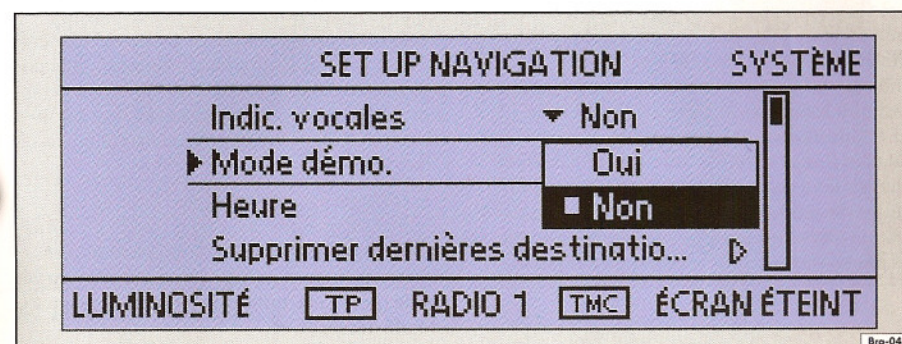 SET UP NAVIGATION SYSTÈME
Indic. vocales Non
Mode démo. Oui
Heure Non
Supprimer dernières destinatio...
LUMINOSITÉ TP RADIO 1 TMC ÉCRAN ÉTEINT